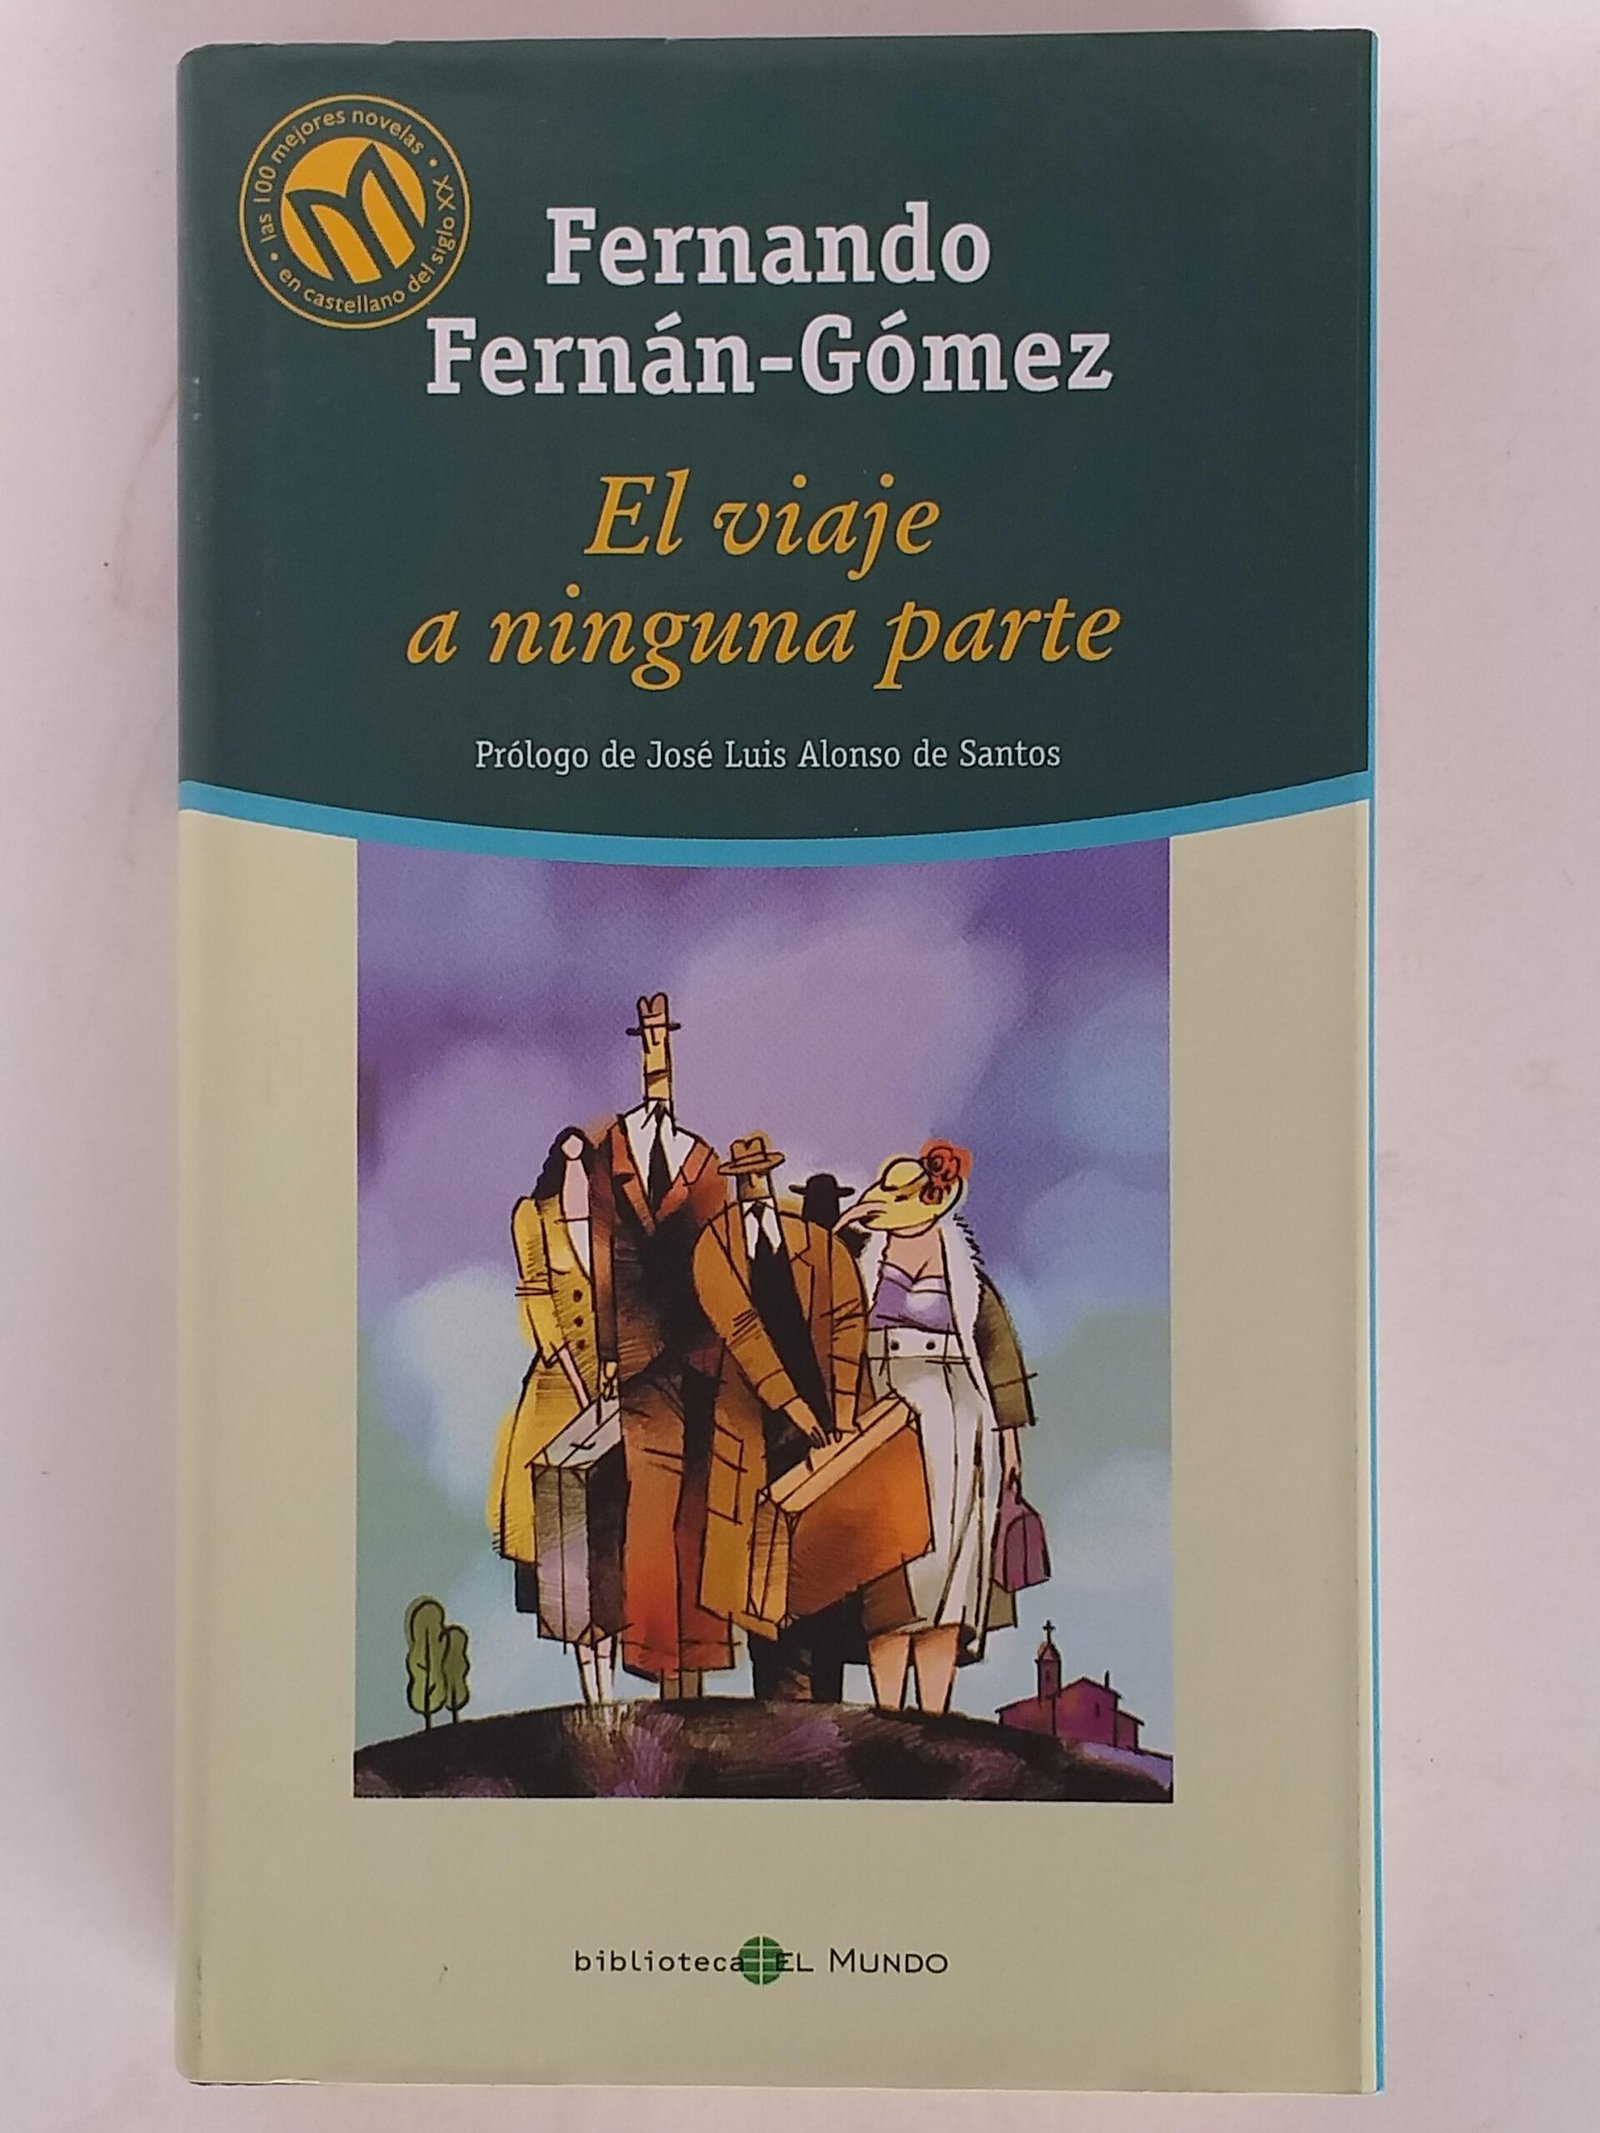 • las 100 mejores novelas •
en castellano del siglo XX
Fernando
Fernán-Gómez
El viaje
a ninguna parte
Prólogo de José Luis Alonso de Santos
biblioteca EL MUNDO